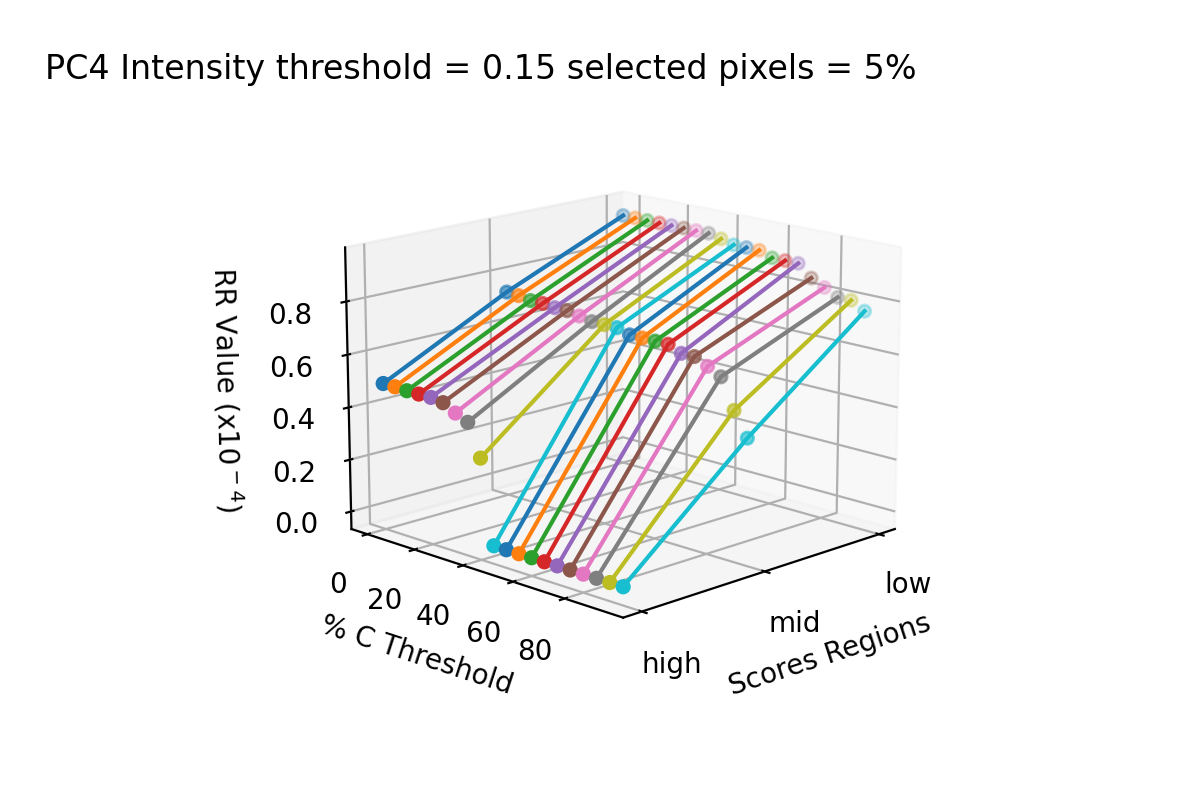 PC4 Intensity threshold = 0.15 selected pixels = 5%
RR Value (x10⁻⁴)
0.8
0.6
0.4
0.2
0.0
0
20
40
60
80
% C Threshold
low
mid
high
Scores Regions